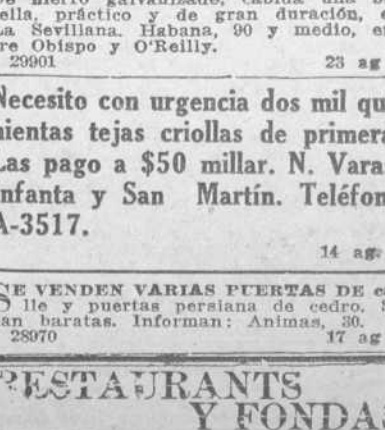 de hierro galvanizado, cabida una b
ella, práctico y de gran duración, e
La Sevillana. Habana, 90 y medio, en
re Obispo y O'Reilly.
29901 23 ag
Necesito con urgencia dos mil qui
nientas tejas criollas de primera
Las pago a $50 millar. N. Varas
Infanta y San Martín. Teléfon
A-3517.
14 ag.
SE VENDEN VARIAS PUERTAS DE c
lle y puertas persiana de cedro. S
an baratas. Informan: Animas, 30.
28970 17 ag
RESTAURANTS
Y FONDAS